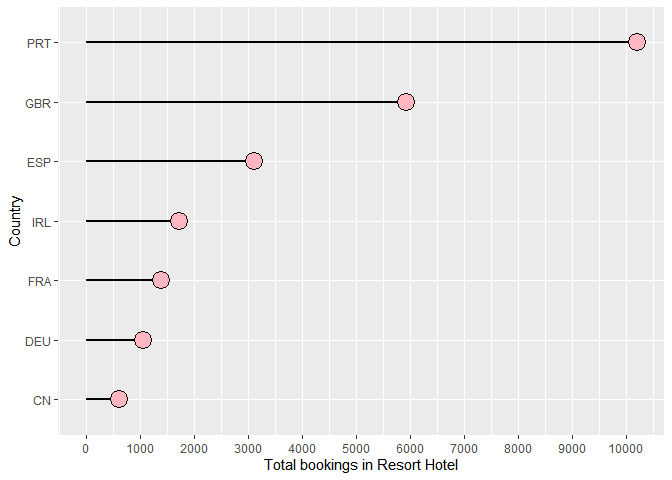 PRT
GBR
ESP
IRL
FRA
DEU
CN
Country
0 1000 2000 3000 4000 5000 6000 7000 8000 9000 10000
Total bookings in Resort Hotel